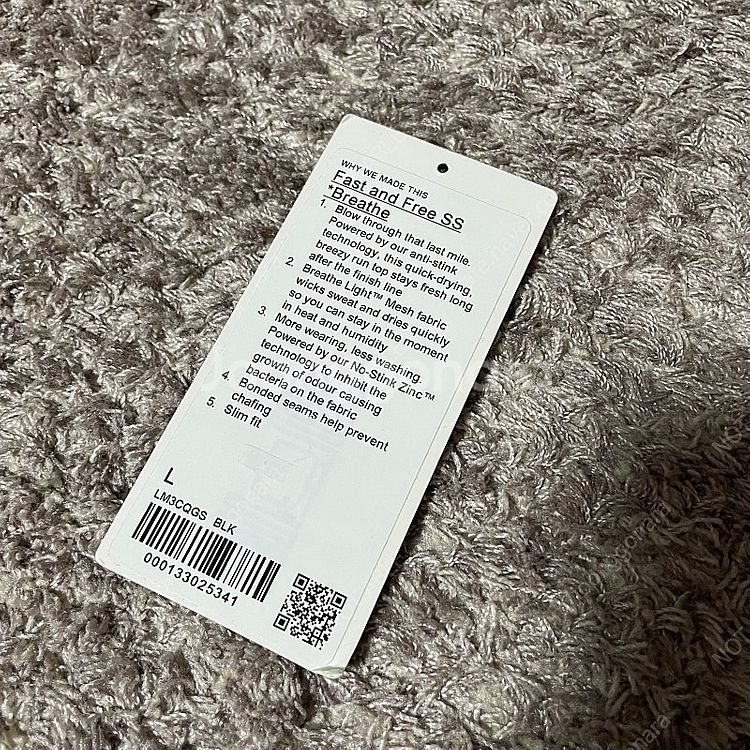 WHY WE MADE THIS
Fast and Free SS
*Breathe
1. Blow through that last mile.
Powered by our anti-stink
technology, this quick-drying,
breezy run top stays fresh long
after the finish line
2. Breathe Light™ Mesh fabric
wicks sweat and dries quickly
so you can stay in the moment
in heat and humidity
3. More wearing, less washing.
Powered by our No-Stink Zinc™
technology to inhibit the
growth of odour causing
bacteria on the fabric
4. Bonded seams help prevent
chafing
5. Slim fit
L
LM3CQGS BLK
000133025341